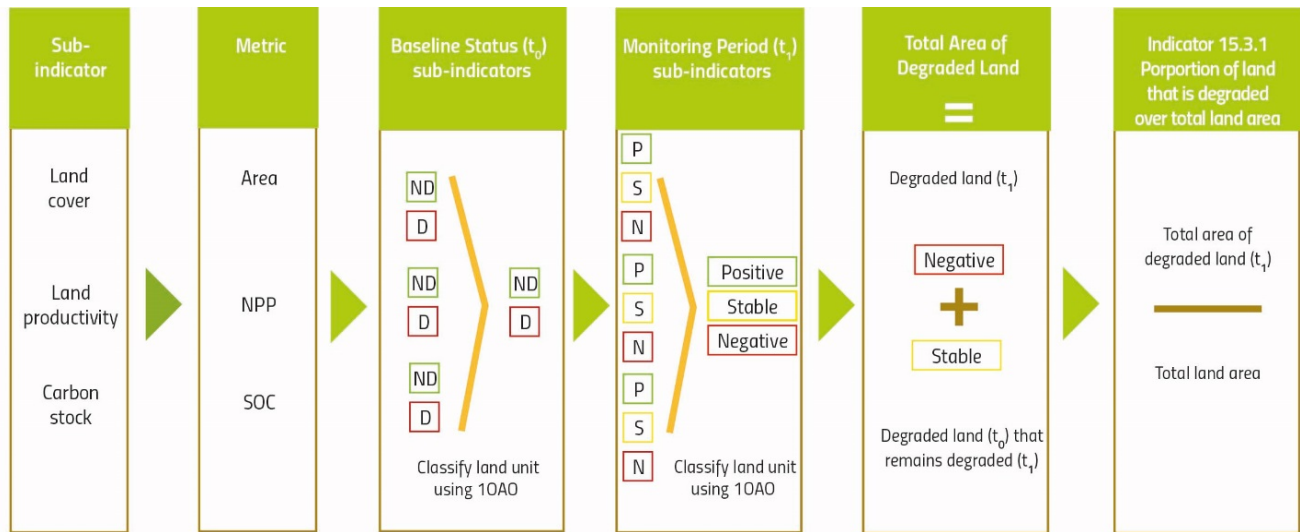 Sub-
indicator
Land
cover
Land
productivity
Carbon
stock
Metric
Area
NPP
SOC
Baseline Status (t0)
sub-indicators
ND
D
ND
D
ND
D
ND
D
Classify land unit
using 1OAO
Monitoring Period (t1)
sub-indicators
P
S
N
P
S
N
P
S
N
Positive
Stable
Negative
Classify land unit
using 1OAO
Total Area of
Degraded Land
=
Degraded land (t1)
Negative
+
Stable
Degraded land (t0) that
remains degraded (t1)
Indicator 15.3.1
Porportion of land
that is degraded
over total land area
Total area of
degraded land (t1)
Total land area